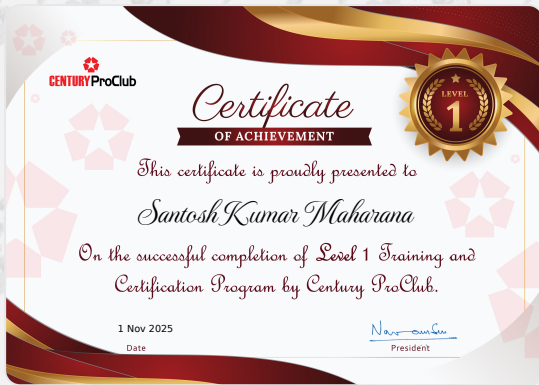 CENTURY ProClub
Certificate
OF ACHIEVEMENT
LEVEL
1
This certificate is proudly presented to
Santosh Kumar Maharana
On the successful completion of Level 1 Training and
Certification Program by Century ProClub.
1 Nov 2025
Date
President